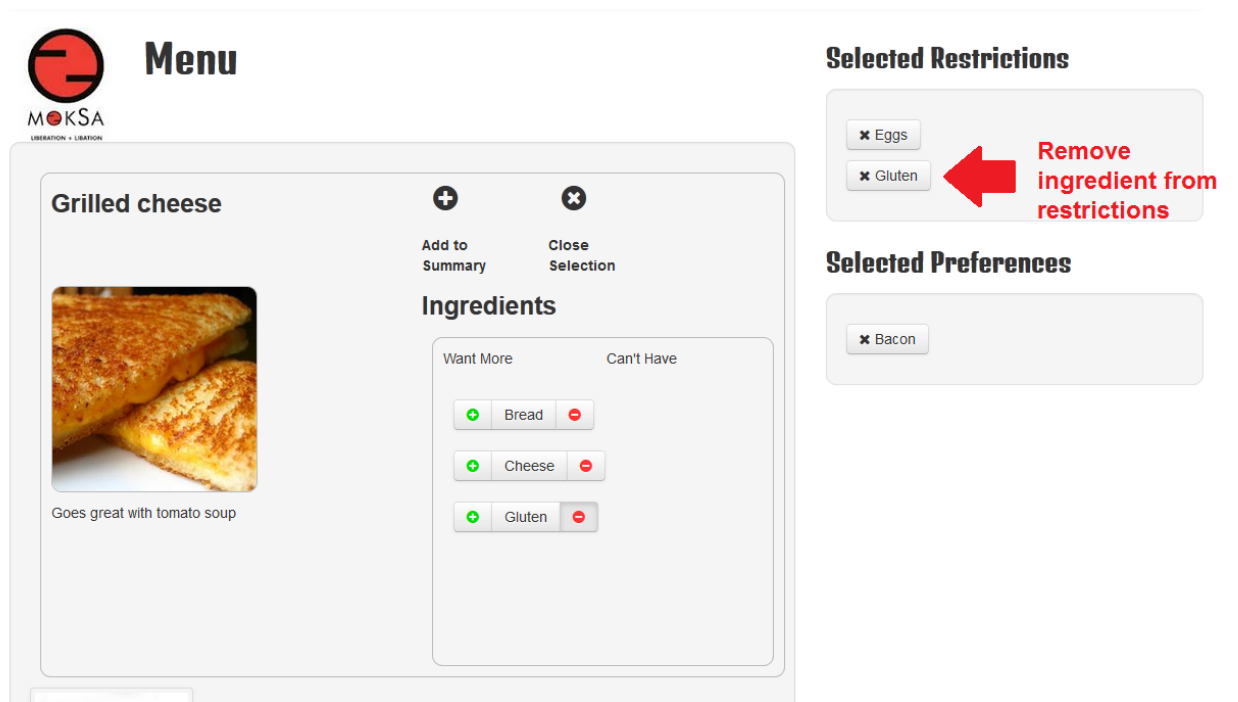 Menu
MOKSA
LIBERATION + LIBATION
Grilled cheese
Add to
Summary
Close
Selection
Ingredients
Want More
Can't Have
Bread
Cheese
Gluten
Goes great with tomato soup
Selected Restrictions
Eggs
Gluten
Remove
ingredient from
restrictions
Selected Preferences
Bacon